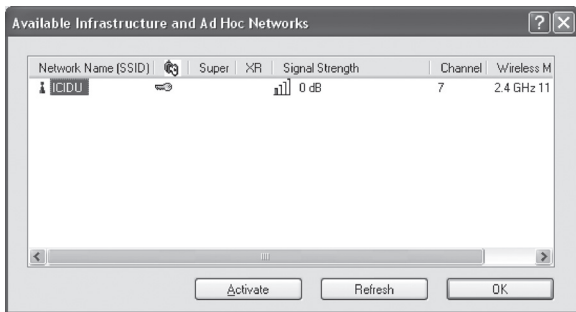 Available Infrastructure and Ad Hoc Networks
Network Name (SSID) Super XR Signal Strength Channel Wireless M
ICIDU 0 dB 7 2.4 GHz 11
Activate Refresh OK